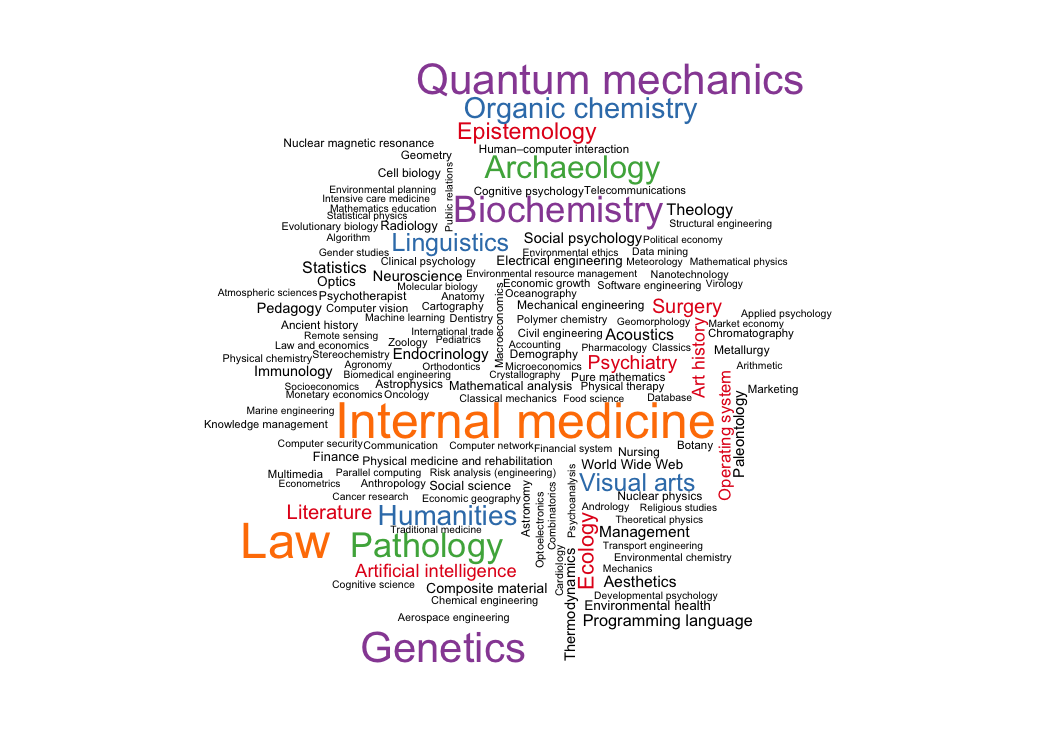 Quantum mechanics
Organic chemistry
Epistemology
Nuclear magnetic resonance
Human–computer interaction
Geometry
Archaeology
Cell biology
Public relations
Environmental planning
Cognitive psychology
Telecommunications
Intensive care medicine
Mathematics education
Biochemistry
Theology
Statistical physics
Evolutionary biology
Radiology
Structural engineering
Algorithm
Linguistics
Social psychology
Political economy
Gender studies
Environmental ethics
Data mining
Clinical psychology
Electrical engineering
Meteorology
Mathematical physics
Statistics
Neuroscience
Environmental resource management
Nanotechnology
Optics
Molecular biology
Economic growth
Software engineering
Virology
Atmospheric sciences
Psychotherapist
Anatomy
Oceanography
Macroeconomics
Pedagogy
Computer vision
Cartography
Mechanical engineering
Surgery
Applied psychology
Machine learning
Dentistry
Polymer chemistry
Geomorphology
Market economy
Ancient history
International trade
Civil engineering
Acoustics
Chromatography
Art history
Remote sensing
Zoology
Pediatrics
Law and economics
Accounting
Pharmacology
Classics
Metallurgy
Physical chemistry
Stereochemistry
Endocrinology
Demography
Psychiatry
Agronomy
Orthodontics
Microeconomics
Arithmetic
Immunology
Biomedical engineering
Crystallography
Pure mathematics
Socioeconomics
Astrophysics
Mathematical analysis
Physical therapy
Marketing
Monetary economics
Oncology
Classical mechanics
Food science
Database
Operating system
Paleontology
Marine engineering
Internal medicine
Knowledge management
Computer security
Communication
Computer network
Financial system
Botany
Finance
Physical medicine and rehabilitation
Nursing
World Wide Web
Multimedia
Parallel computing
Risk analysis (engineering)
Econometrics
Anthropology
Social science
Visual arts
Cancer research
Economic geography
Astronomy
Optoelectronics
Combinatorics
Psychoanalysis
Nuclear physics
Literature
Humanities
Andrology
Religious studies
Traditional medicine
Theoretical physics
Law
Pathology
Ecology
Management
Transport engineering
Environmental chemistry
Artificial intelligence
Cardiology
Thermodynamics
Mechanics
Cognitive science
Composite material
Aesthetics
Chemical engineering
Developmental psychology
Environmental health
Aerospace engineering
Programming language
Genetics